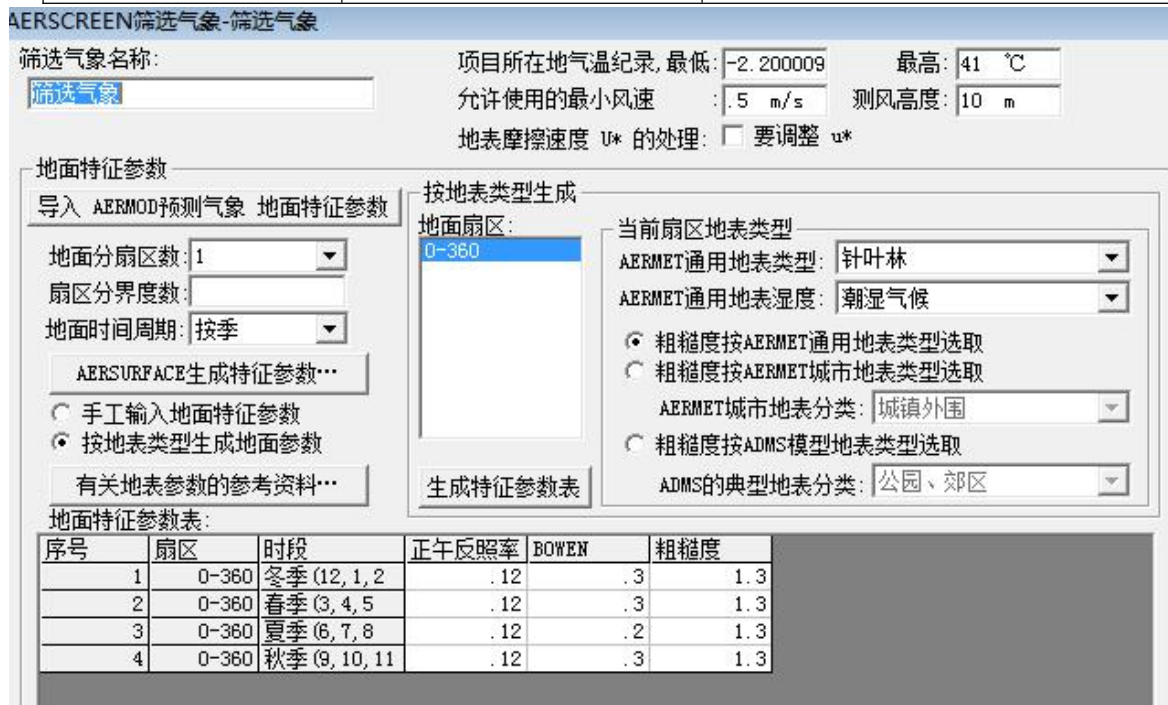 AERSCREEN筛选气象-筛选气象
筛选气象名称:
筛选气象
项目所在地气温纪录,最低: -2.200009 最高: 41 ℃
允许使用的最小风速 : .5 m/s 测风高度: 10 m
地表摩擦速度 U* 的处理: 要调整 u*
地面特征参数
导入 AERMOD预测气象 地面特征参数
地面分扇区数: 1
扇区分界度数:
地面时间周期: 按季
AERSURFACE生成特征参数…
手工输入地面特征参数
按地表类型生成地面参数
有关地表参数的参考资料…
按地表类型生成
地面扇区:
0-360
生成特征参数表
当前扇区地表类型
AERMET通用地表类型: 针叶林
AERMET通用地表湿度: 潮湿气候
粗糙度按AERMET通用地表类型选取
粗糙度按AERMET城市地表类型选取
AERMET城市地表分类: 城镇外围
粗糙度按ADMS模型地表类型选取
ADMS的典型地表分类: 公园、郊区
地面特征参数表:
序号 扇区 时段 正午反照率 BOWEN 粗糙度
1 0-360 冬季(12,1,2 .12 .3 1.3
2 0-360 春季(3,4,5 .12 .3 1.3
3 0-360 夏季(6,7,8 .12 .2 1.3
4 0-360 秋季(9,10,11 .12 .3 1.3